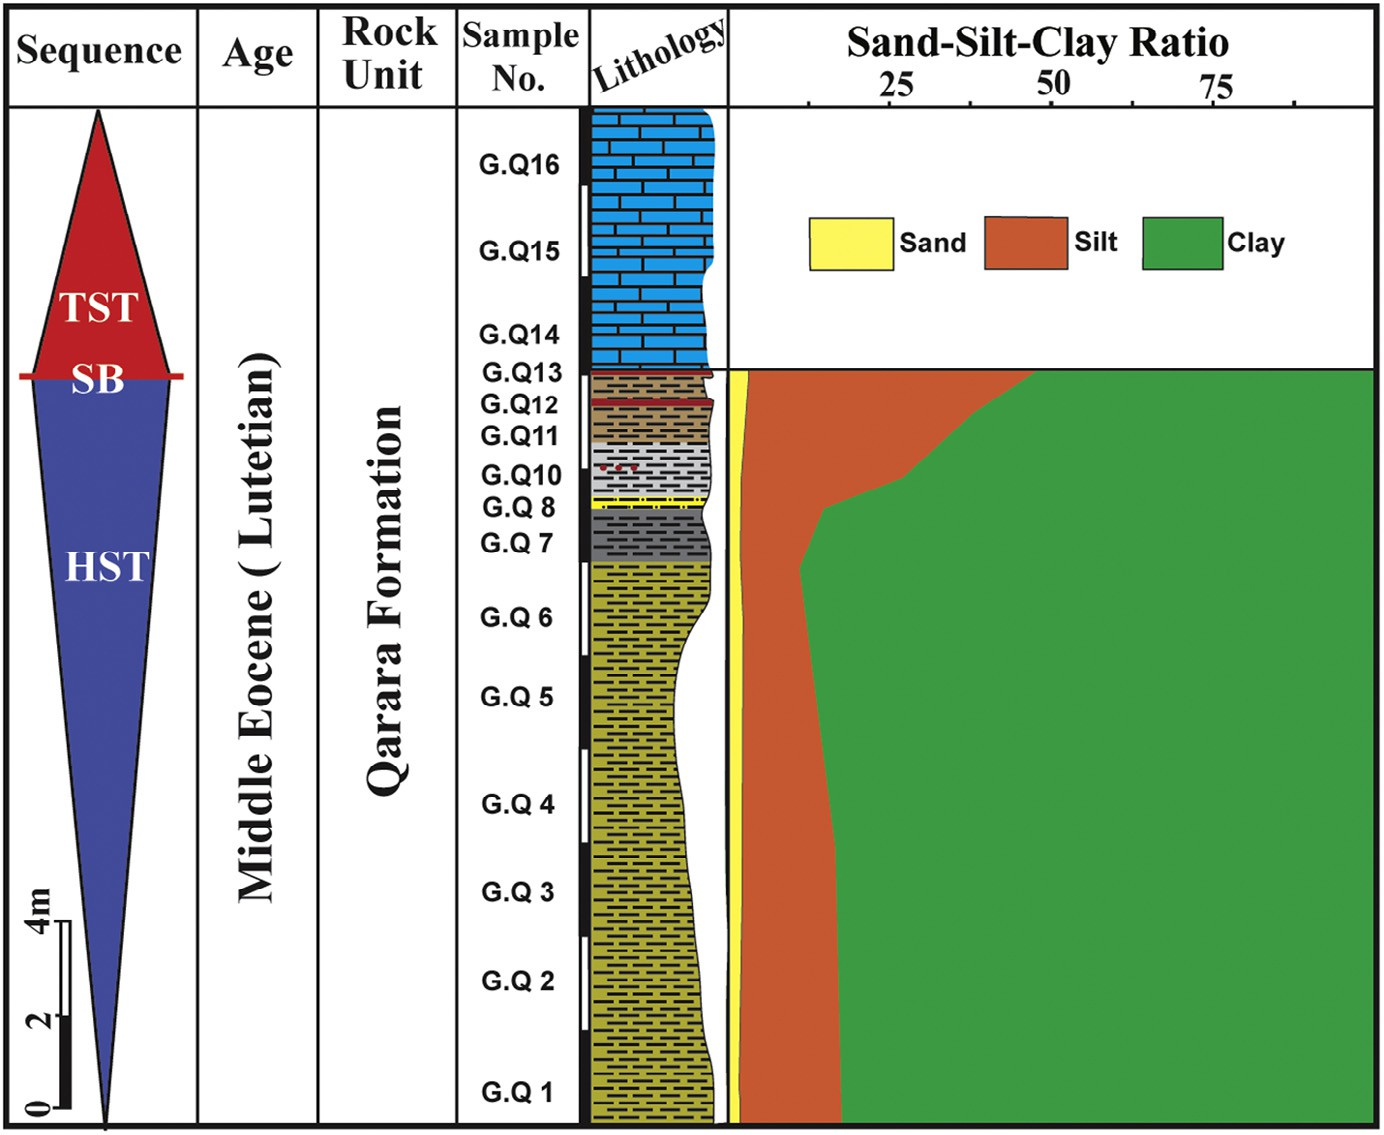 Sequence
Age
Rock
Unit
Sample
No.
Lithology
Sand-Silt-Clay Ratio
25 50 75
G.Q16
G.Q15
G.Q14
G.Q13
G.Q12
G.Q11
G.Q10
G.Q 8
G.Q 7
G.Q 6
G.Q 5
G.Q 4
G.Q 3
G.Q 2
G.Q 1
Sand Silt Clay
TST
SB
HST
Middle Eocene ( Lutetian)
Qarara Formation
4m
2
0